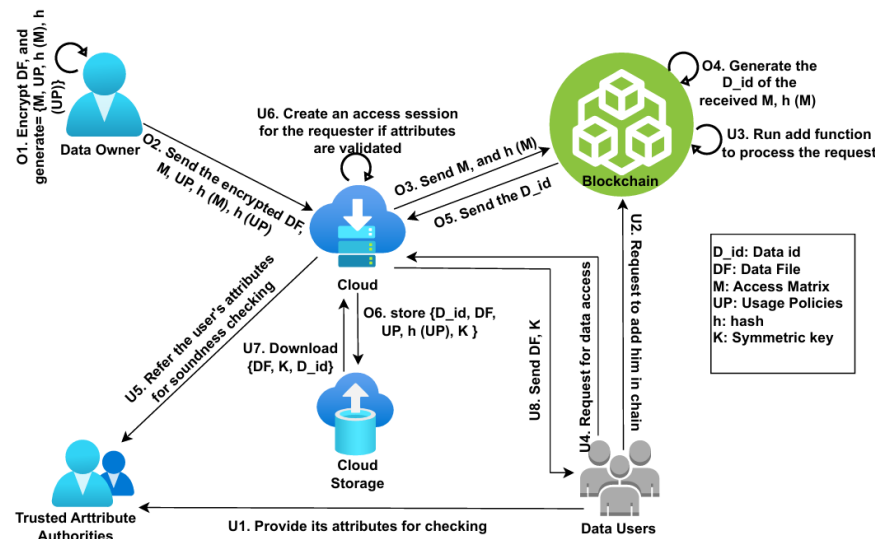 O1. Encrypt DF, and
generate= {M, UP, h (M), h
(UP)}
Data Owner
O2. Send the encrypted DF,
M, UP, h (M), h (UP)
U6. Create an access session
for the requester if attributes
are validated
O3. Send M, and h (M)
O5. Send the D_id
O4. Generate the
D_id of the
received M, h (M)
U3. Run add function
to process the request
Blockchain
Cloud
U5. Refer the user's attributes
for soundness checking
O6. store {D_id, DF,
UP, h (UP), K }
U7. Download
{DF, K, D_id}
Cloud
Storage
U8. Send DF, K
U4. Request for data access
U2. Request to add him in chain
D_id: Data id
DF: Data File
M: Access Matrix
UP: Usage Policies
h: hash
K: Symmetric key
Trusted Arttribute
Authorities
U1. Provide its attributes for checking
Data Users